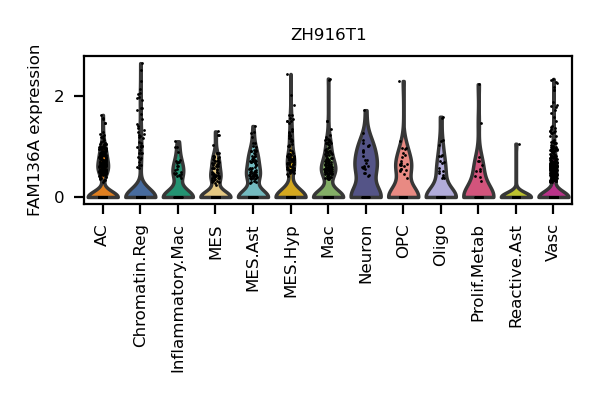 ZH916T1
FAM136A expression
2
0
AC
Chromatin.Reg
Inflammatory.Mac
MES
MES.Ast
MES.Hyp
Mac
Neuron
OPC
Oligo
Prolif.Metab
Reactive.Ast
Vasc